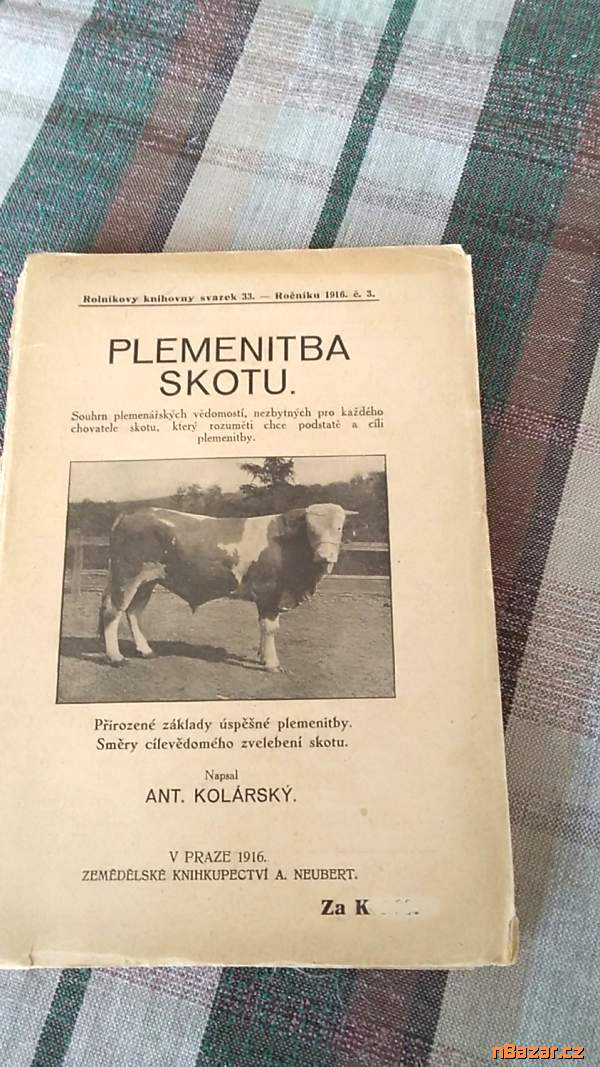 Rolníkovy knihovny svazek 33. — Ročníku 1916. č. 3.
PLEMENITBA
SKOTU.
Souhrn plemenářských vědomostí, nezbytných pro každého
chovatele skotu, který rozuměti chce podstatě a cíli
plemenitby.
Přirozené základy úspěšné plemenitby.
Směry cílevědomého zvelebení skotu.
Napsal
ANT. KOLÁRSKÝ.
V PRAZE 1916.
ZEMĚDĚLSKÉ KNIHKUPECTVÍ A. NEUBERT.
Za K
nBazar.cz